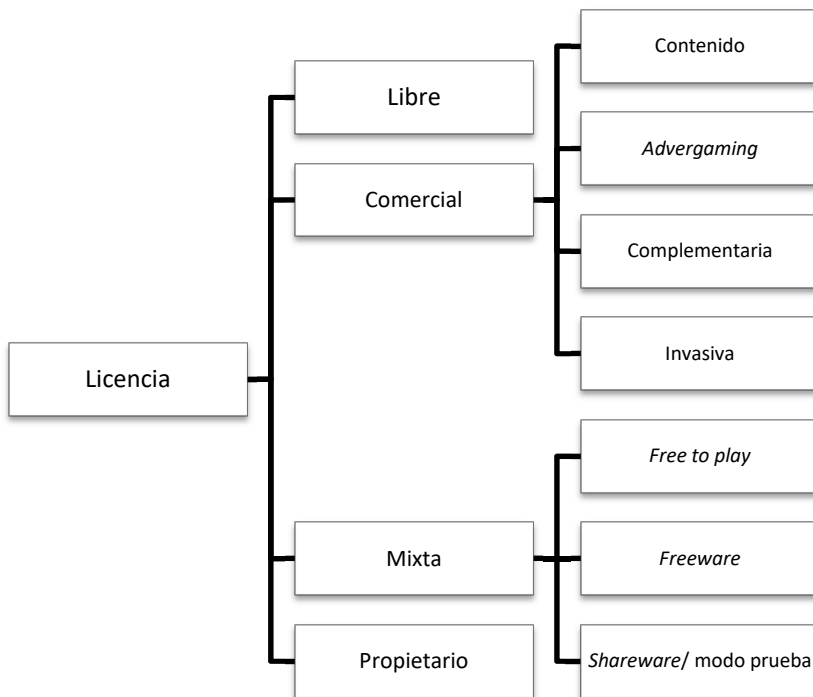 Licencia
Libre
Comercial
Contenido
Advergaming
Complementaria
Invasiva
Mixta
Free to play
Freeware
Shareware/ modo prueba
Propietario